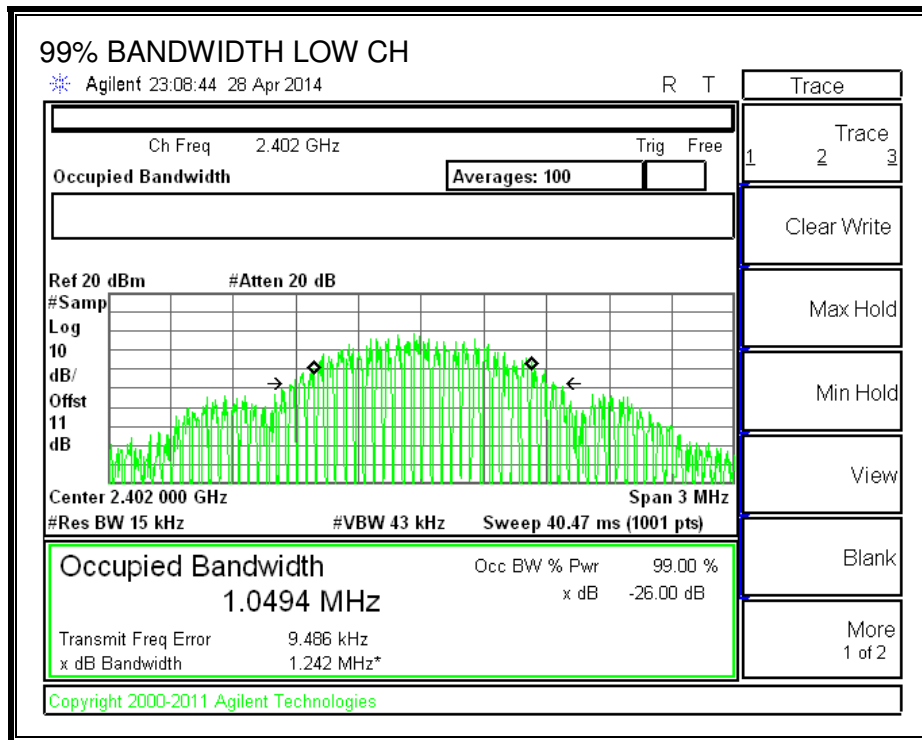 99% BANDWIDTH LOW CH
Agilent 23:08:44 28 Apr 2014 R T
Trace
Ch Freq 2.402 GHz Trig Free
Occupied Bandwidth Averages: 100
Trace
1 2 3
Clear Write
Ref 20 dBm #Atten 20 dB
#Samp
Log
10
dB/
Offst
11
dB
Max Hold
Min Hold
View
Center 2.402 000 GHz Span 3 MHz
#Res BW 15 kHz #VBW 43 kHz Sweep 40.47 ms (1001 pts)
Occupied Bandwidth
1.0494 MHz
Occ BW % Pwr 99.00 %
x dB -26.00 dB
Transmit Freq Error 9.486 kHz
x dB Bandwidth 1.242 MHz*
Blank
More
1 of 2
Copyright 2000-2011 Agilent Technologies